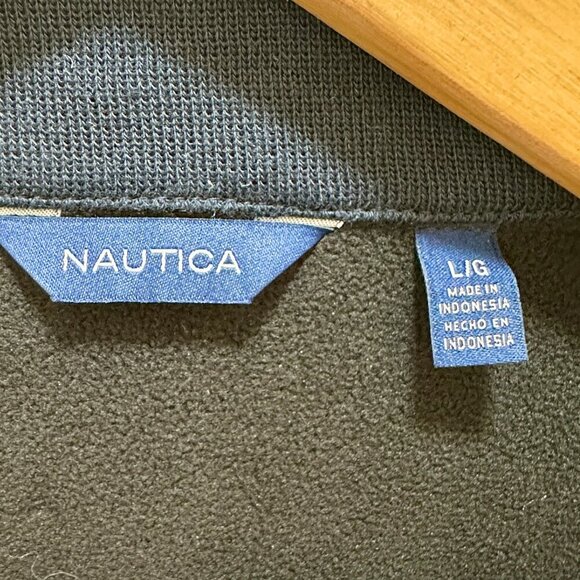 NAUTICA
L/G
MADE IN
INDONESIA
HECHO EN
INDONESIA